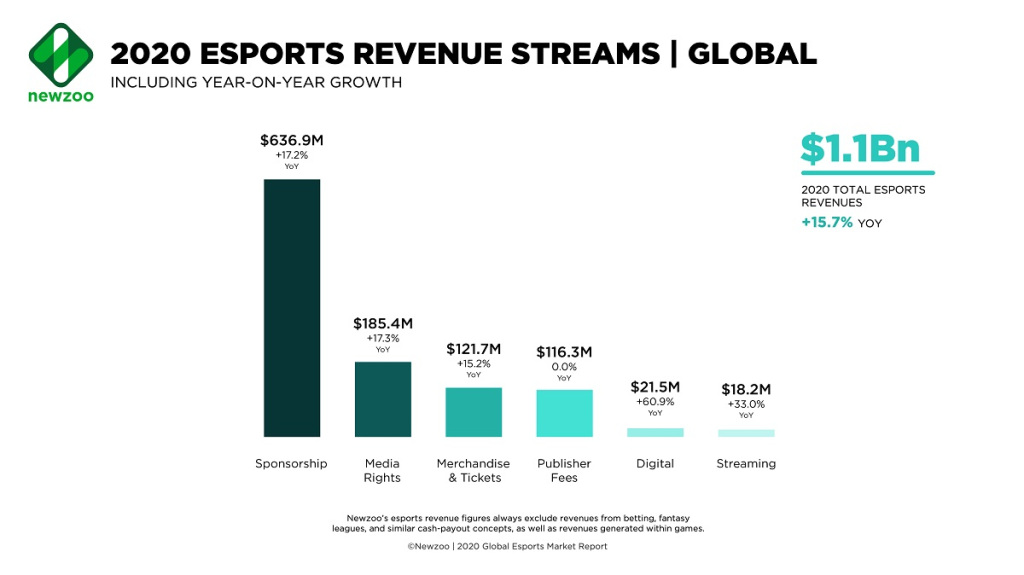 2020 ESPORTS REVENUE STREAMS | GLOBAL
INCLUDING YEAR-ON-YEAR GROWTH
newzoo
$636.9M
+17.2%
YoY
$185.4M
+17.3%
YoY
$121.7M
+15.2%
YoY
$116.3M
0.0%
YoY
$21.5M
+60.9%
YoY
$18.2M
+33.0%
YoY
$1.1Bn
2020 TOTAL ESPORTS
REVENUES
+15.7% YOY
Sponsorship
Media
Rights
Merchandise
& Tickets
Publisher
Fees
Digital
Streaming
Newzoo's esports revenue figures always exclude revenues from betting, fantasy
leagues, and similar cash-payout concepts, as well as revenues generated within games.
©Newzoo | 2020 Global Esports Market Report